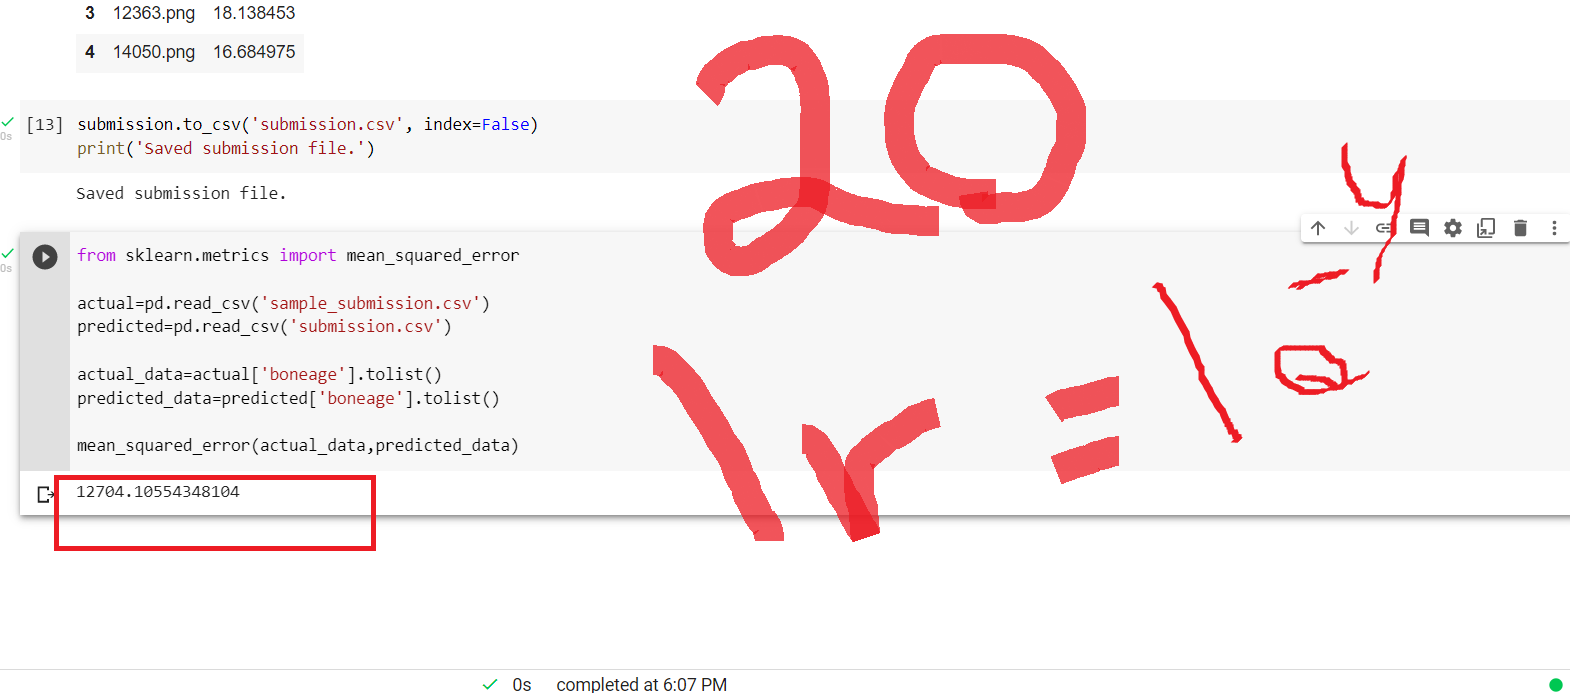 3 12363.png 18.138453
4 14050.png 16.684975
20
[13] submission.to_csv('submission.csv', index=False)
0s
print('Saved submission file.')
Saved submission file.
from sklearn.metrics import mean_squared_error
0s
actual=pd.read_csv('sample_submission.csv')
predicted=pd.read_csv('submission.csv')
actual_data=actual['boneage'].tolist()
predicted_data=predicted['boneage'].tolist()
mean_squared_error(actual_data,predicted_data)
12704.10554348104
lr = 10 -4
0s completed at 6:07 PM